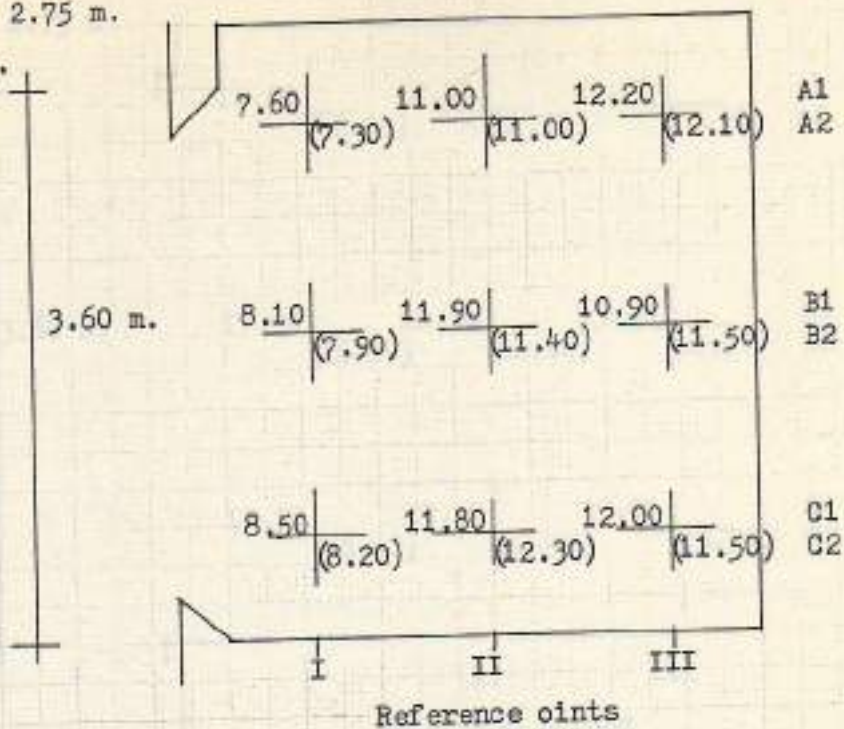 2.75 m.
7.60 11.00 12.20 A1
(7.30) (11.00) (12.10) A2
3.60 m.
8.10 11.90 10.90 B1
(7.90) (11.40) (11.50) B2
8.50 11.80 12.00 C1
(8.20) (12.30) (11.50) C2
I II III
Reference oints